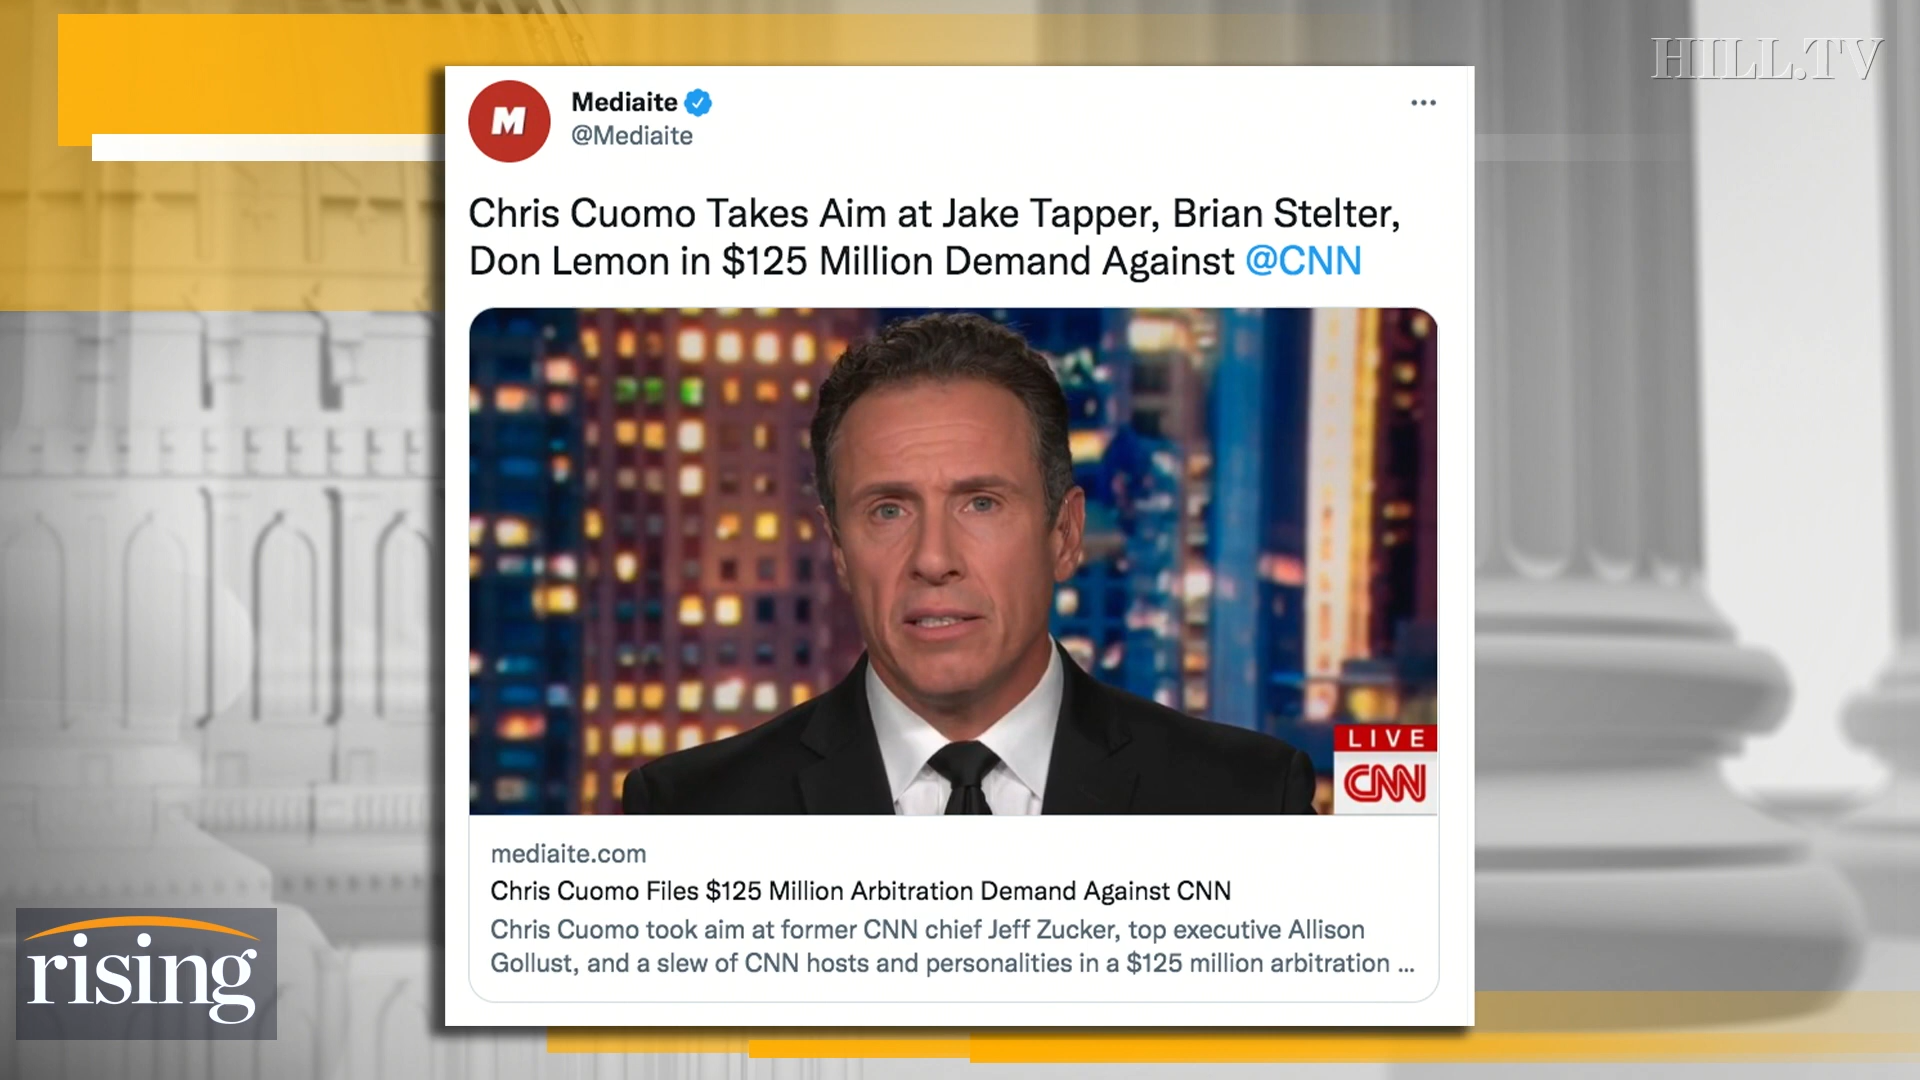 HILL.TV
M
Mediaite
@Mediaite
Chris Cuomo Takes Aim at Jake Tapper, Brian Stelter,
Don Lemon in $125 Million Demand Against @CNN
LIVE
CNN
mediaite.com
Chris Cuomo Files $125 Million Arbitration Demand Against CNN
Chris Cuomo took aim at former CNN chief Jeff Zucker, top executive Allison
Gollust, and a slew of CNN hosts and personalities in a $125 million arbitration ...
rising